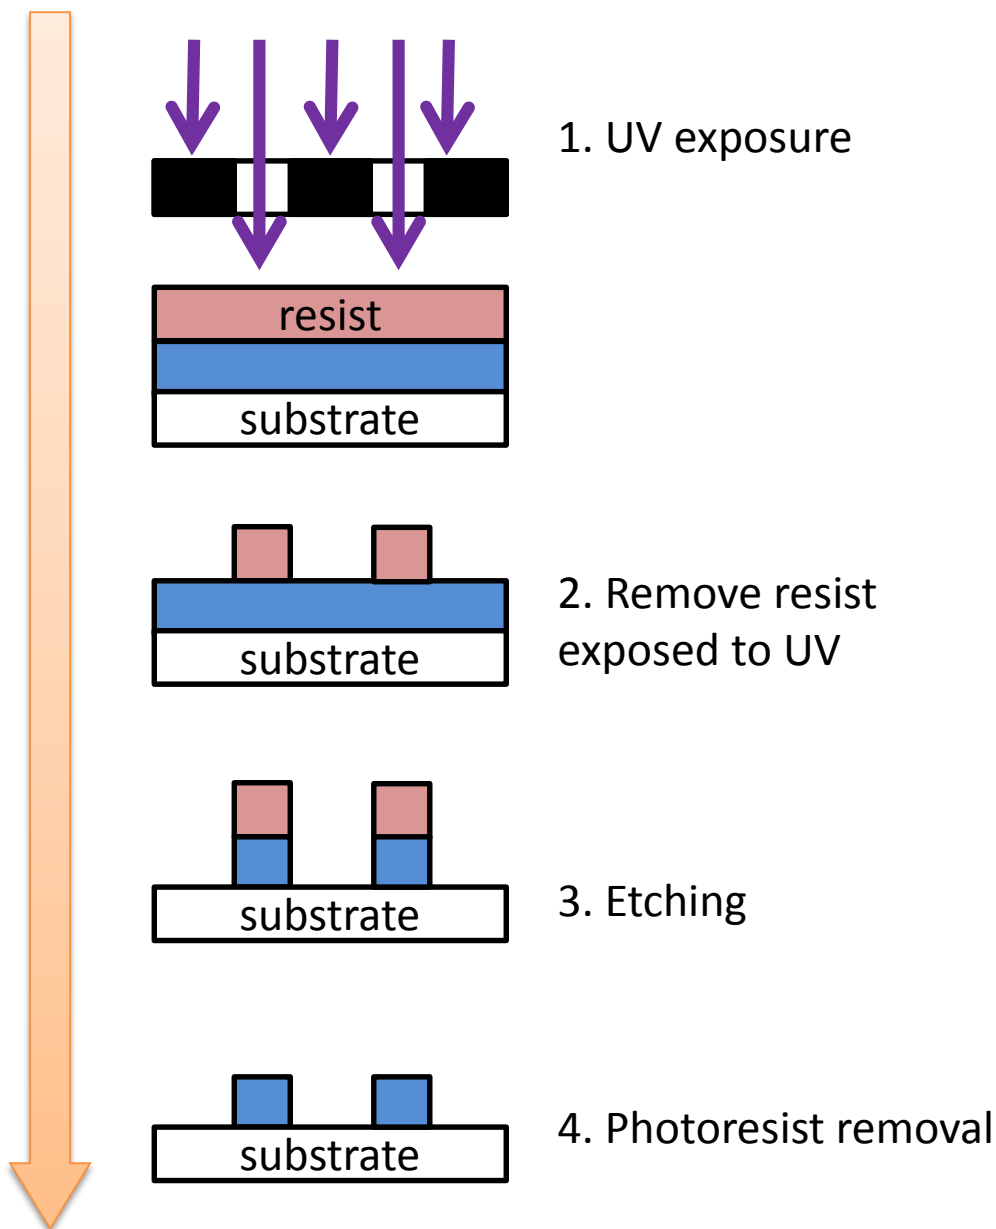 1. UV exposure
resist
substrate
2. Remove resist
exposed to UV
substrate
3. Etching
substrate
4. Photoresist removal
substrate